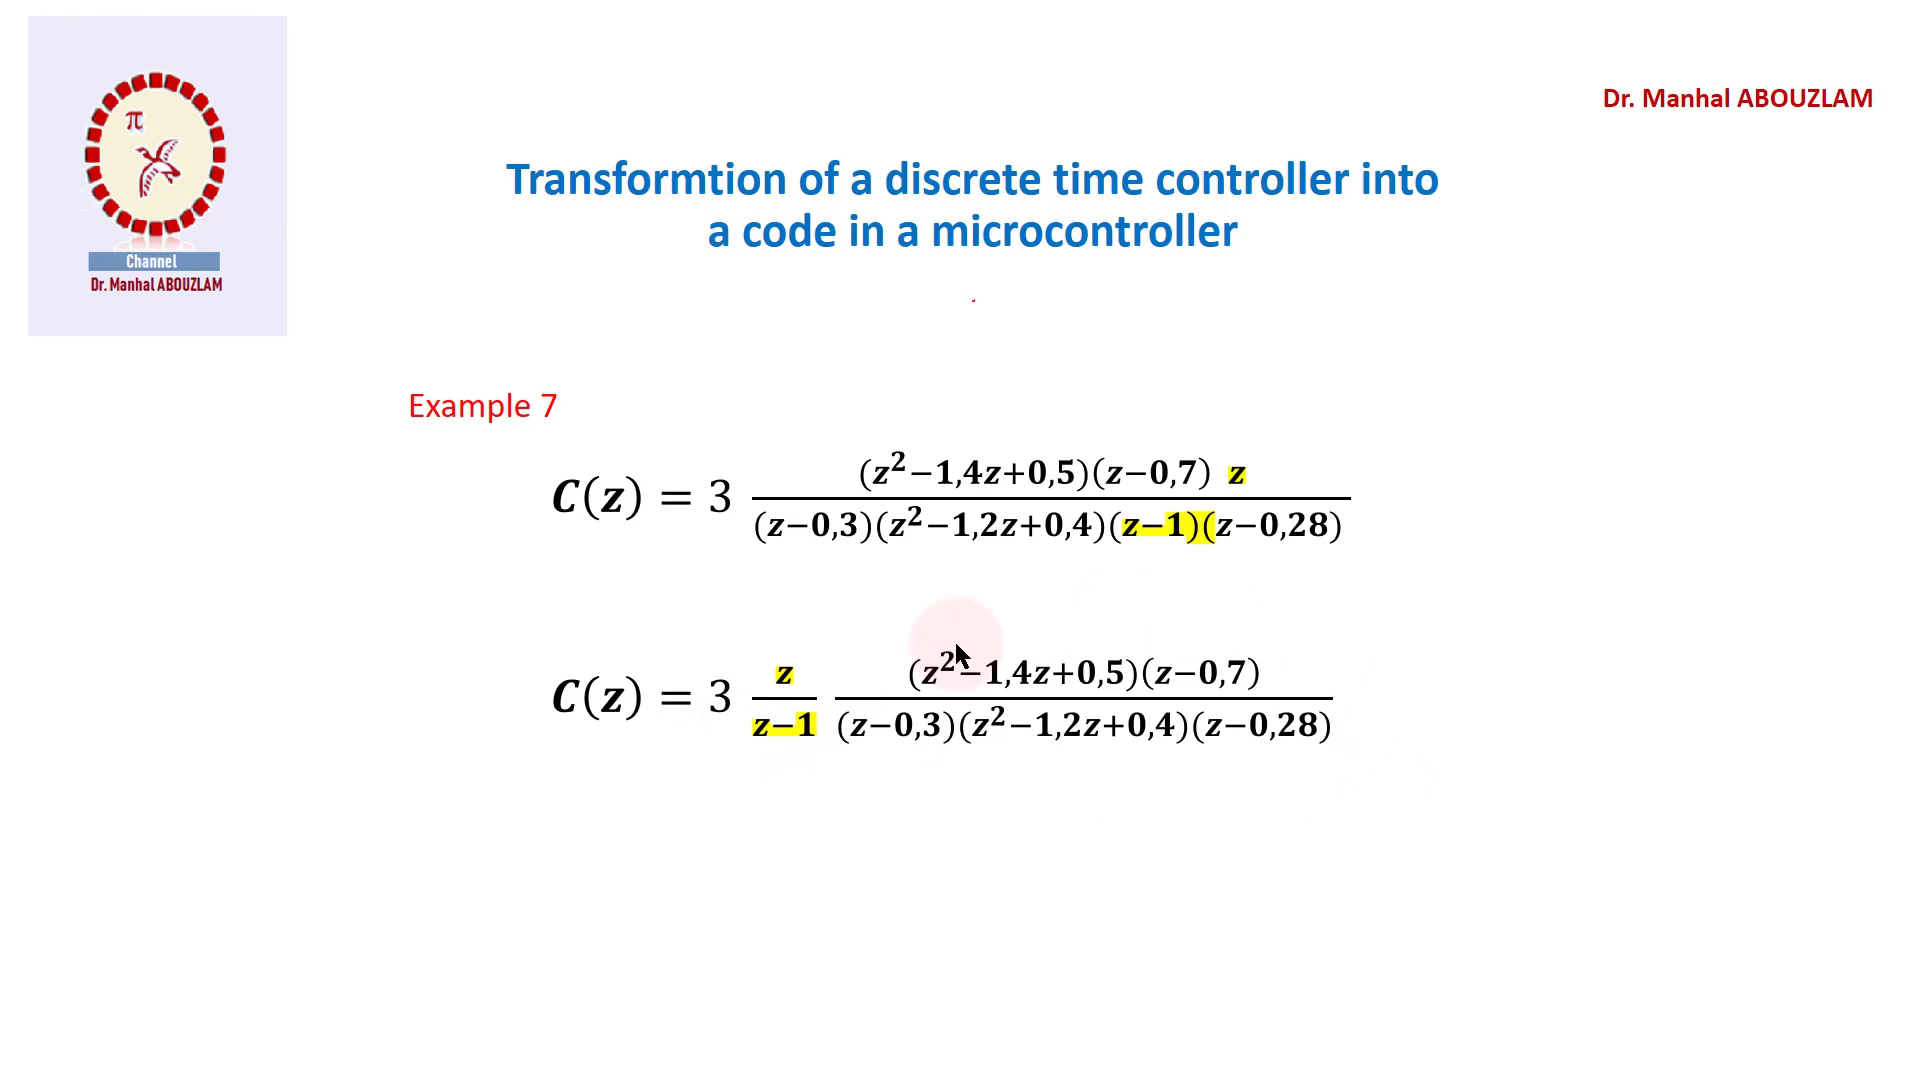 π
Channel
Dr. Manhal ABOUZLAM
Dr. Manhal ABOUZLAM
Transformtion of a discrete time controller into
a code in a microcontroller
Example 7
C(z) = 3 (z²−1,4z+0,5)(z−0,7) z / (z−0,3)(z²−1,2z+0,4)(z−1)(z−0,28)
C(z) = 3 z / z−1 (z²−1,4z+0,5)(z−0,7) / (z−0,3)(z²−1,2z+0,4)(z−0,28)